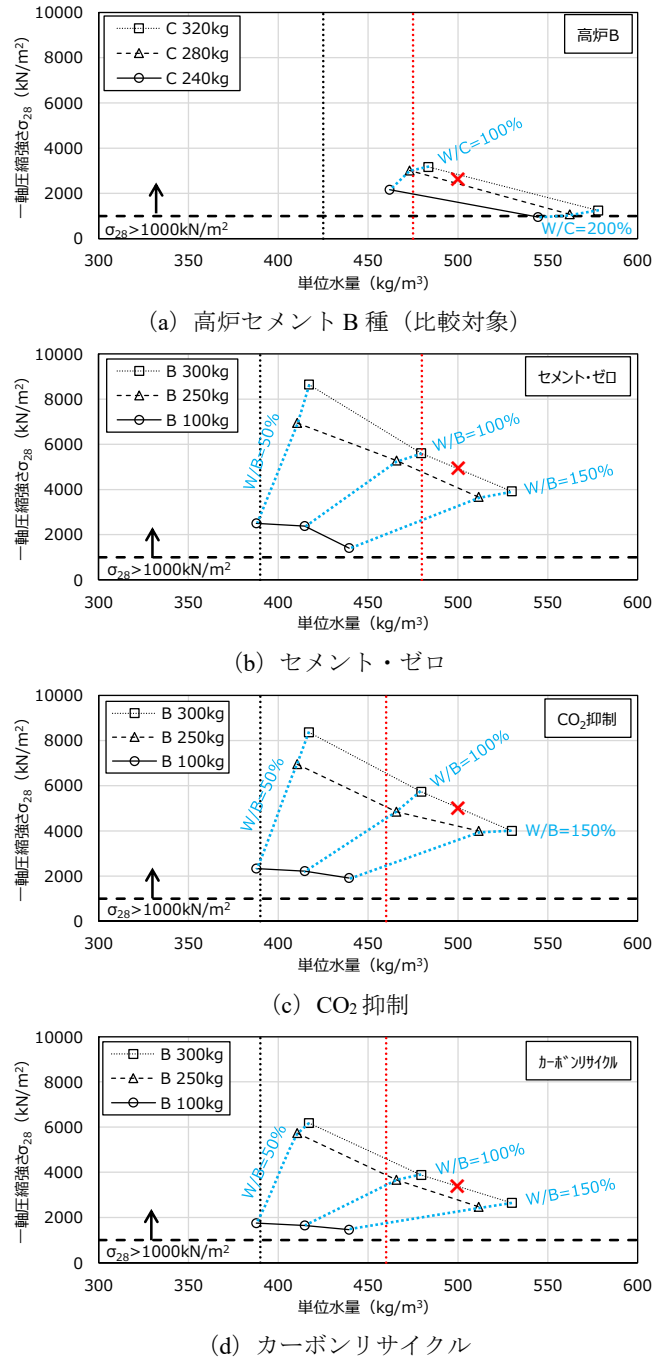 10000
8000
6000
4000
2000
0
一軸圧縮強さσ28（kN/m²）
C 320kg
C 280kg
C 240kg
高炉B
W/C=100%
W/C=200%
σ28>1000kN/m²
300 350 400 450 500 550 600
単位水量（kg/m³）
（a）高炉セメント B 種（比較対象）
10000
8000
6000
4000
2000
0
一軸圧縮強さσ28（kN/m²）
B 300kg
B 250kg
B 100kg
セメント・ゼロ
W/B=50%
W/B=100%
W/B=150%
σ28>1000kN/m²
300 350 400 450 500 550 600
単位水量（kg/m³）
（b）セメント・ゼロ
10000
8000
6000
4000
2000
0
一軸圧縮強さσ28（kN/m²）
B 300kg
B 250kg
B 100kg
CO₂抑制
W/B=50%
W/B=100%
W/B=150%
σ28>1000kN/m²
300 350 400 450 500 550 600
単位水量（kg/m³）
（c）CO₂ 抑制
10000
8000
6000
4000
2000
0
一軸圧縮強さσ28（kN/m²）
B 300kg
B 250kg
B 100kg
ｶｰﾎﾞﾝﾘｻｲｸﾙ
W/B=50%
W/B=100%
W/B=150%
σ28>1000kN/m²
300 350 400 450 500 550 600
単位水量（kg/m³）
（d）カーボンリサイクル